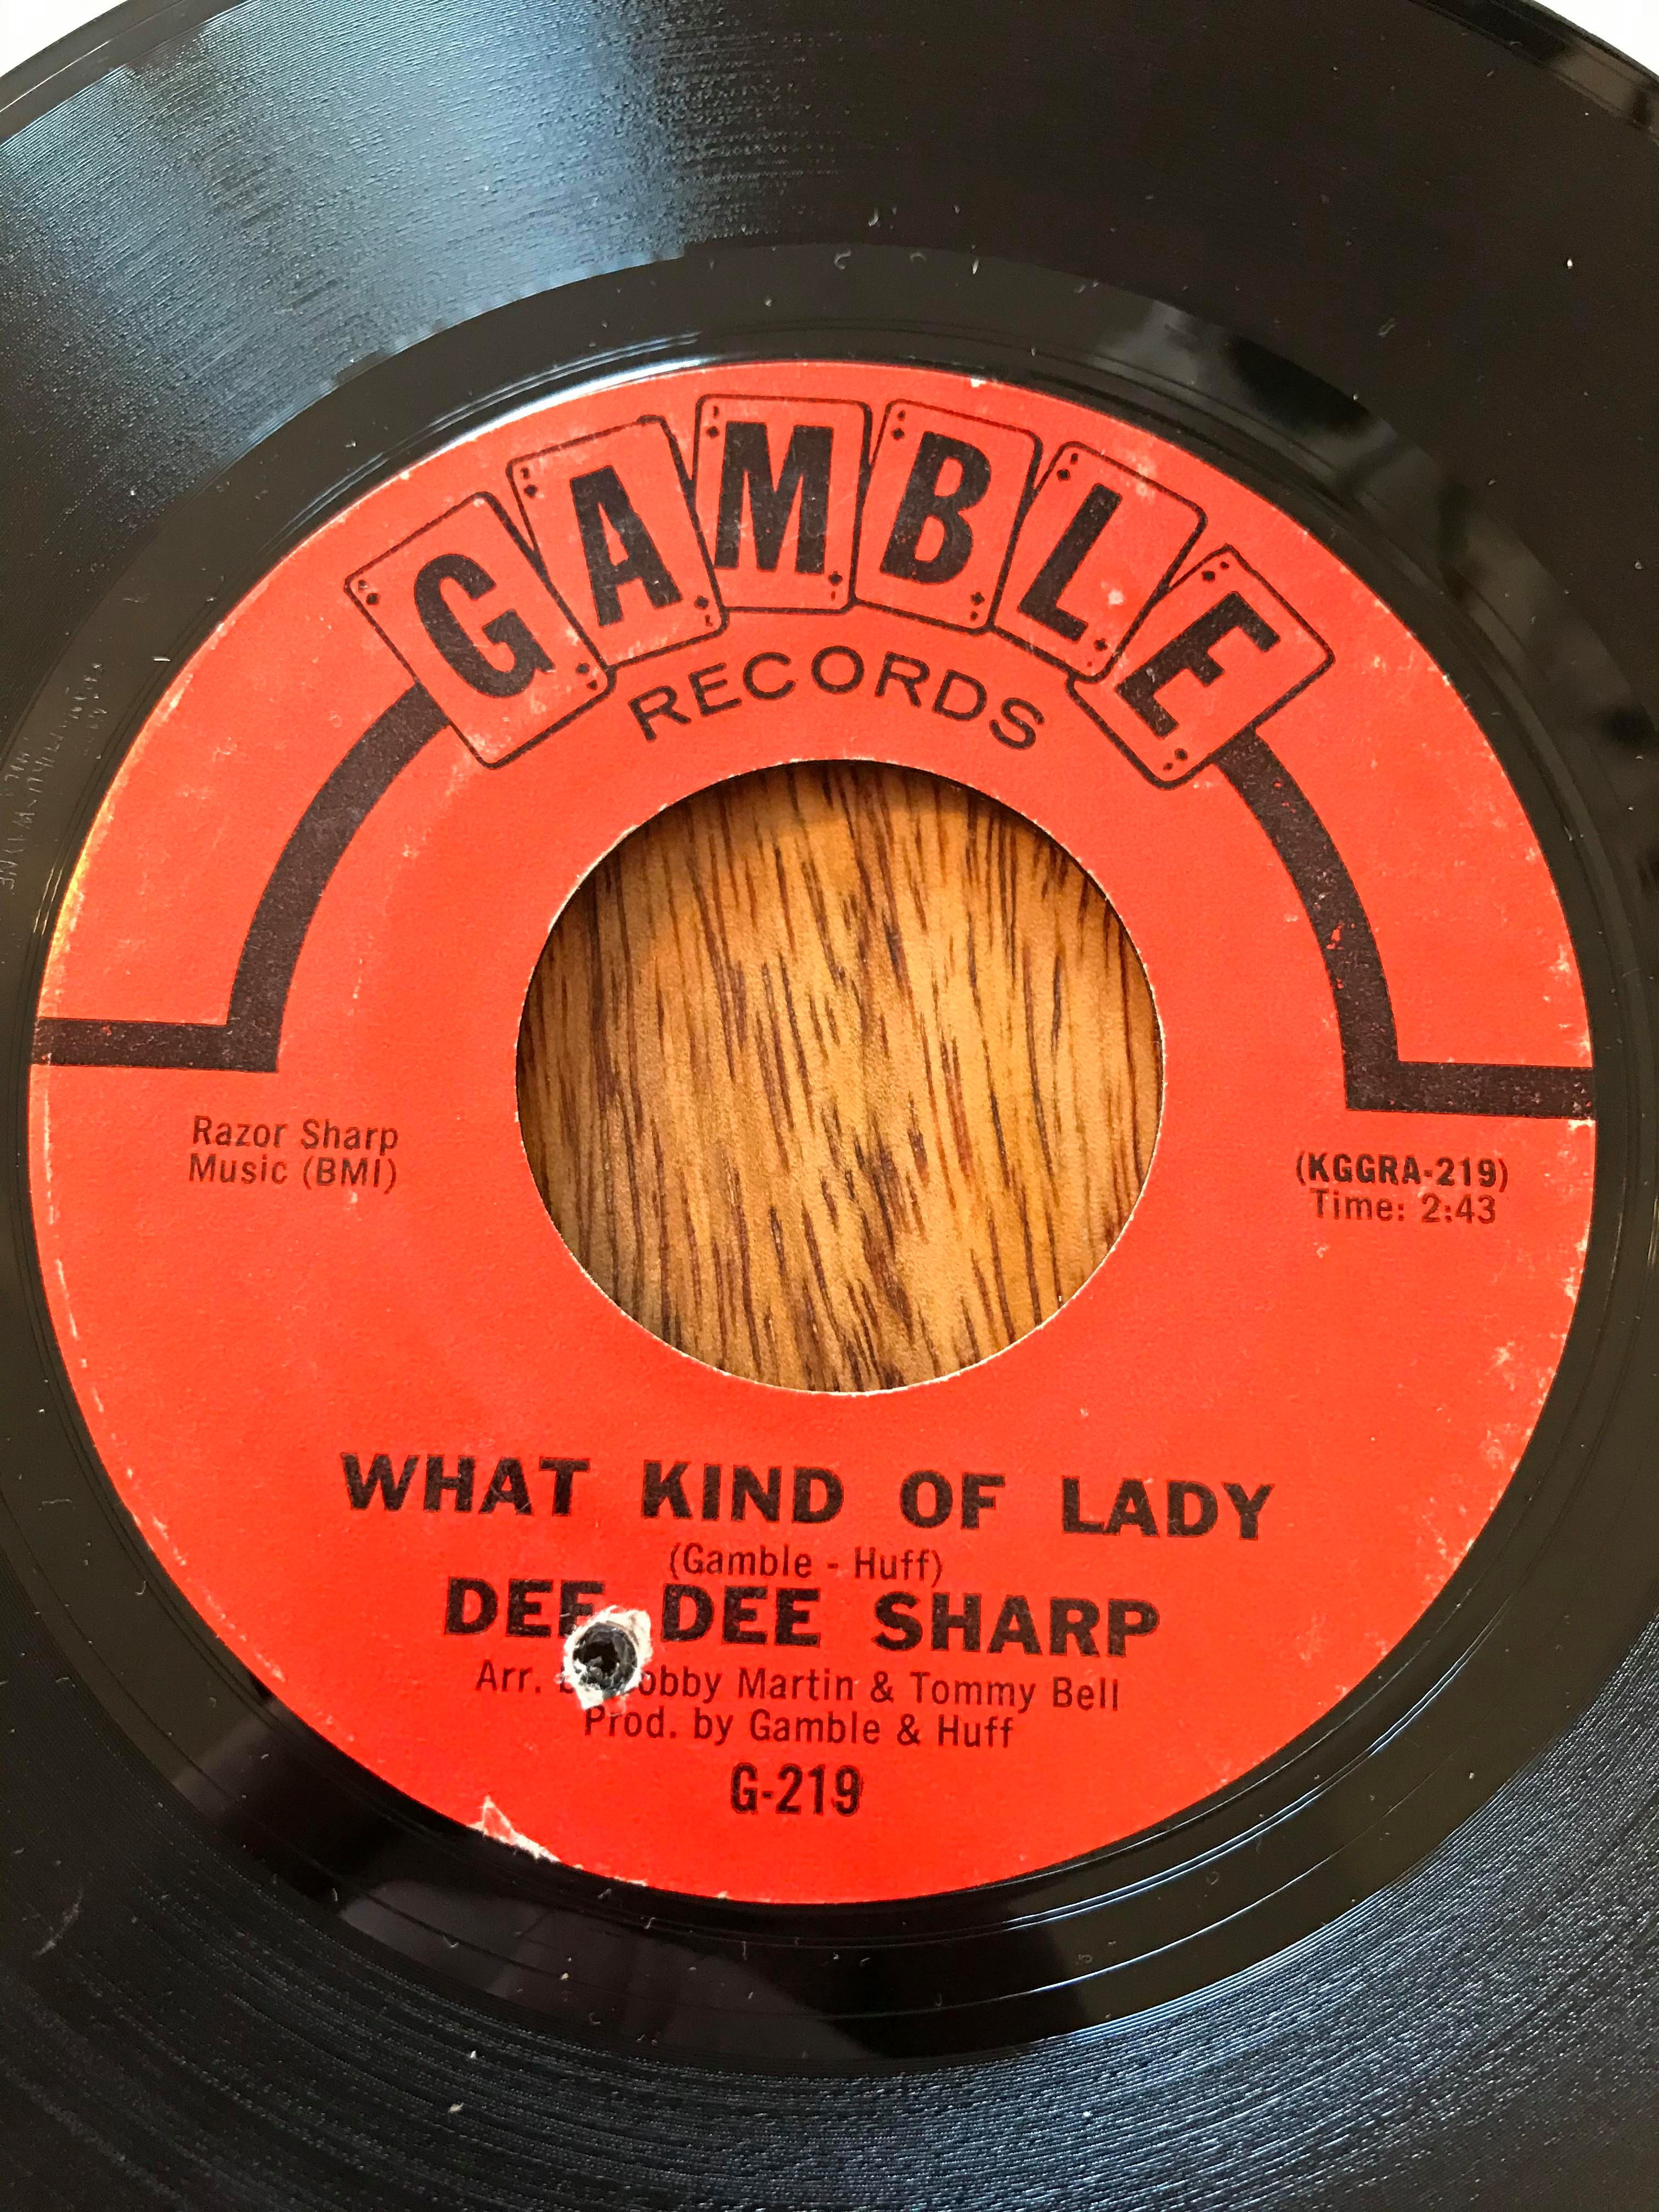 GAMBLE
RECORDS
Razor Sharp
Music (BMI)
(KGGRA-219)
Time: 2:43
WHAT KIND OF LADY
(Gamble - Huff)
DEE DEE SHARP
Arr. Martin & Tommy Bell
Prod. by Gamble & Huff
G-219